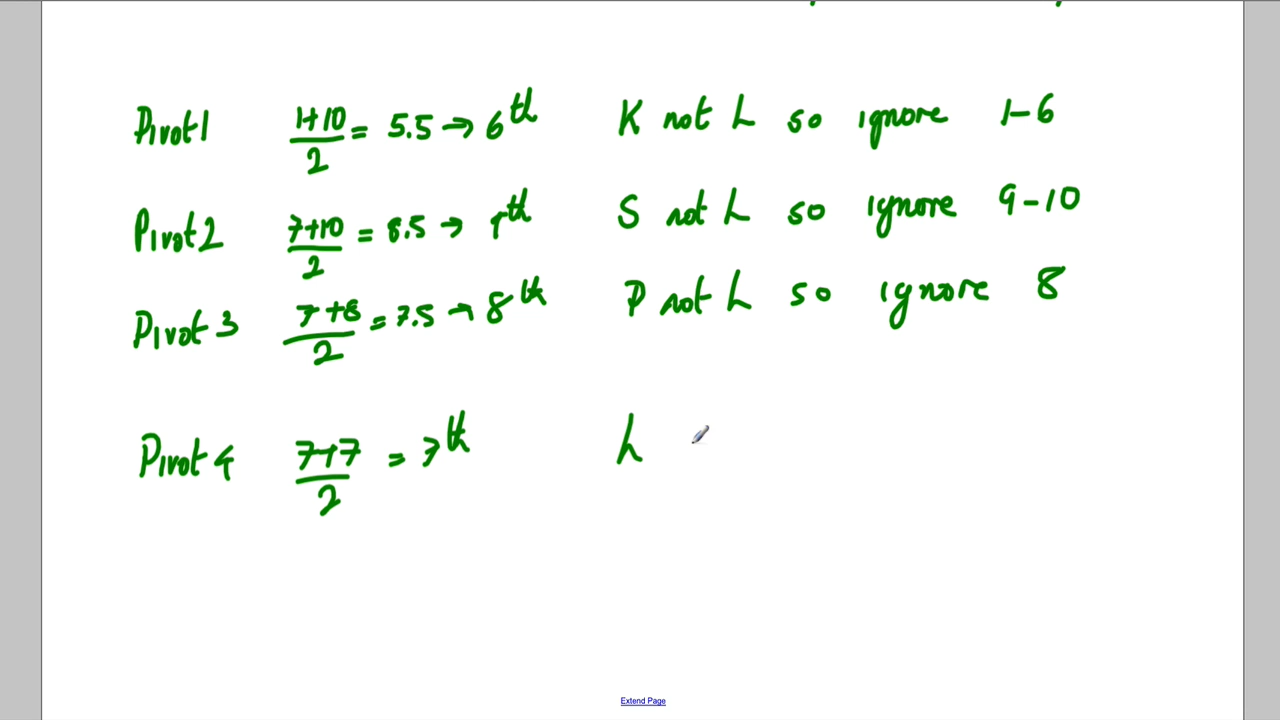 Pivot 1 1+10/2 = 5.5 → 6th K not L so ignore 1-6
Pivot 2 7+10/2 = 8.5 → 9th S not L so ignore 9-10
Pivot 3 7+8/2 = 7.5 → 8th P not L so ignore 8
Pivot 4 7+7/2 = 7th L
Extend Page